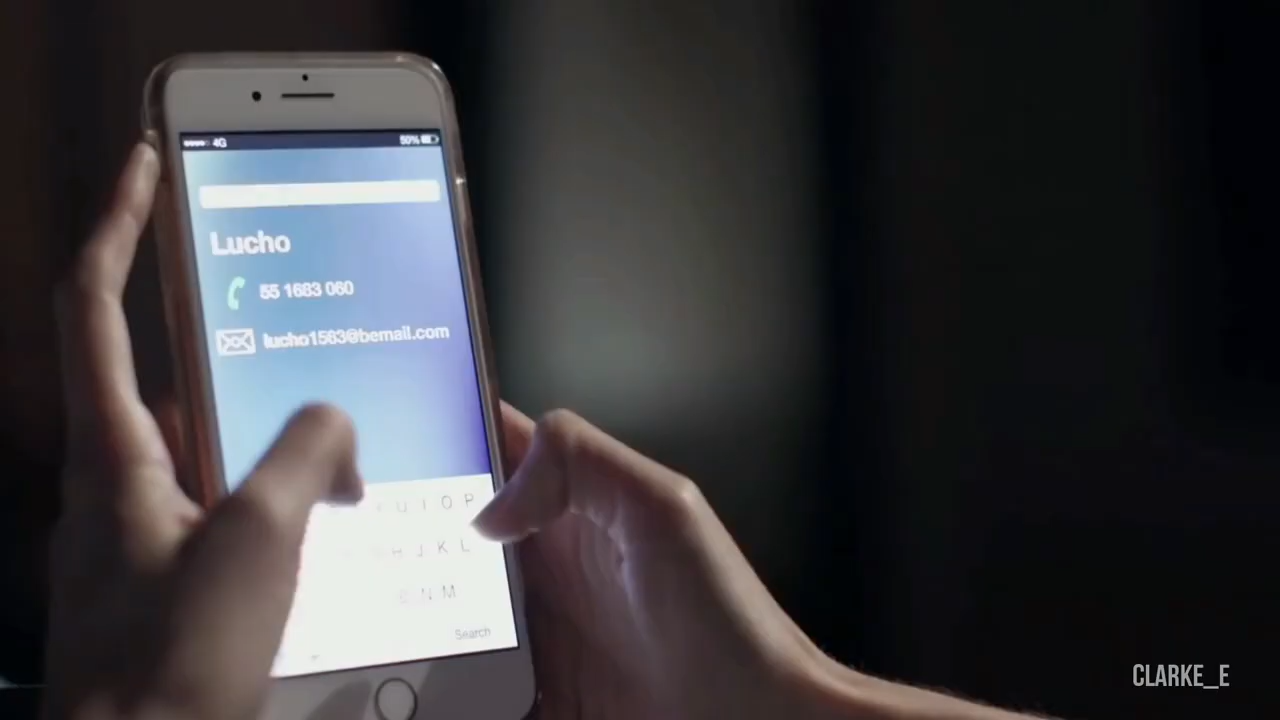 4G 50%
Lucho
55 1683 060
lucho1563@bemail.com
U I O P
H J K L
N M
Search
CLARKE_E